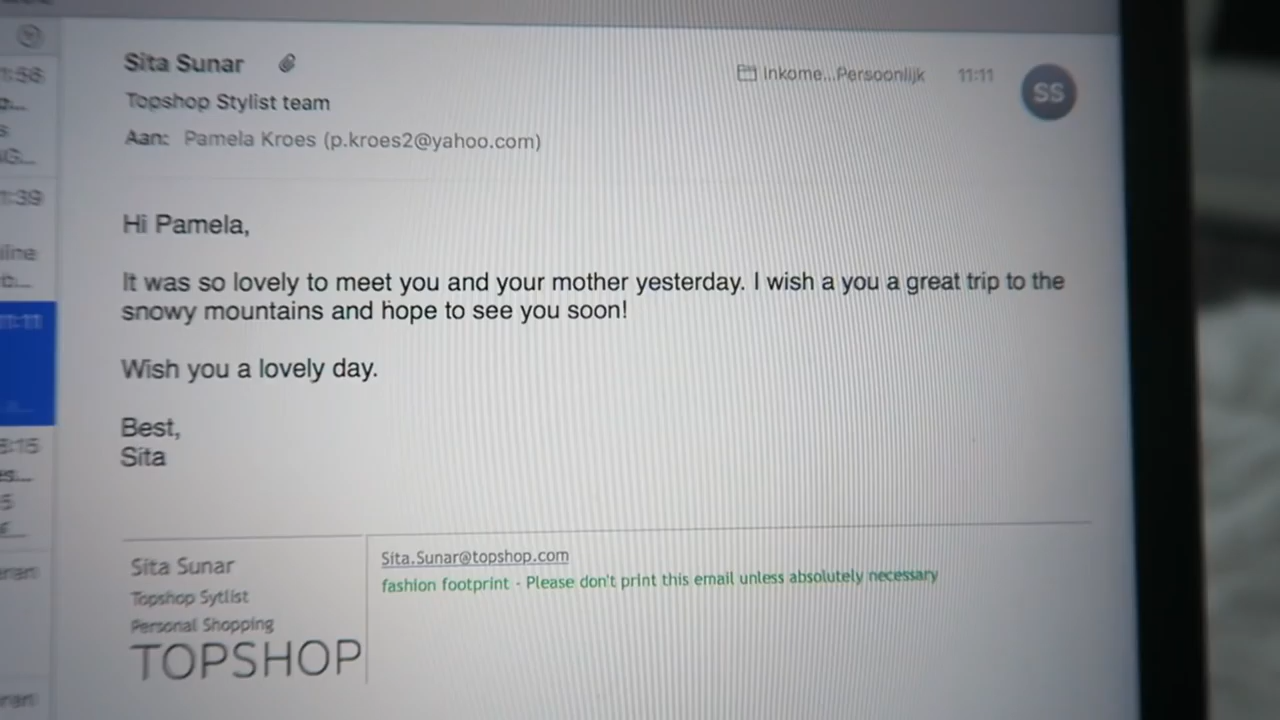 Sita Sunar
Inkome...Persoonlijk 11:11
SS
Topshop Stylist team
Aan: Pamela Kroes (p.kroes2@yahoo.com)
Hi Pamela,
It was so lovely to meet you and your mother yesterday. I wish a you a great trip to the
snowy mountains and hope to see you soon!
Wish you a lovely day.
Best,
Sita
Sita Sunar
Topshop Sytlist
Personal Shopping
TOPSHOP
Sita.Sunar@topshop.com
fashion footprint - Please don't print this email unless absolutely necessary
11:11